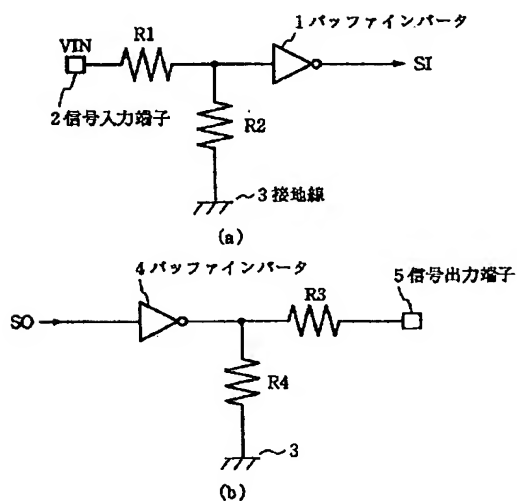 1 バッファインバータ
VIN
R1
SI
2 信号入力端子
R2
3 接地線
(a)
4 バッファインバータ
5 信号出力端子
R3
SO
R4
3
(b)